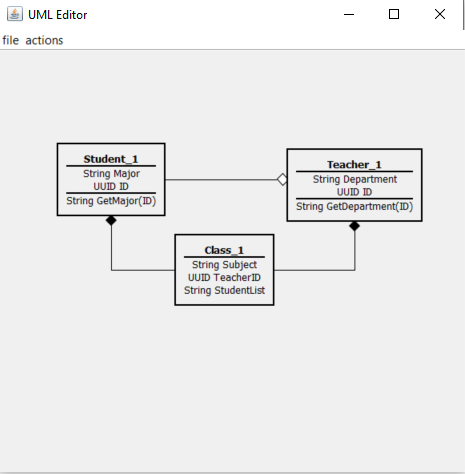 UML Editor
file actions
Student_1
String Major
UUID ID
String GetMajor(ID)
Teacher_1
String Department
UUID ID
String GetDepartment(ID)
Class_1
String Subject
UUID TeacherID
String StudentList